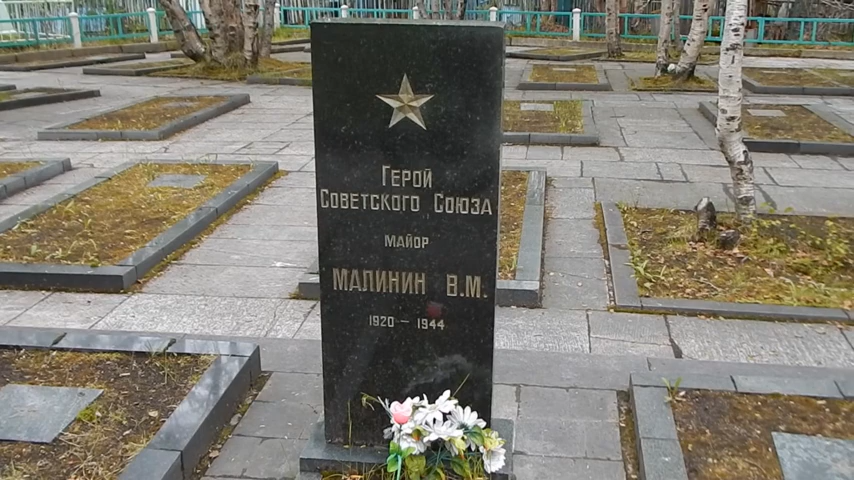 Герой
Советского Союза
майор
Малинин В.М.
1920 — 1944